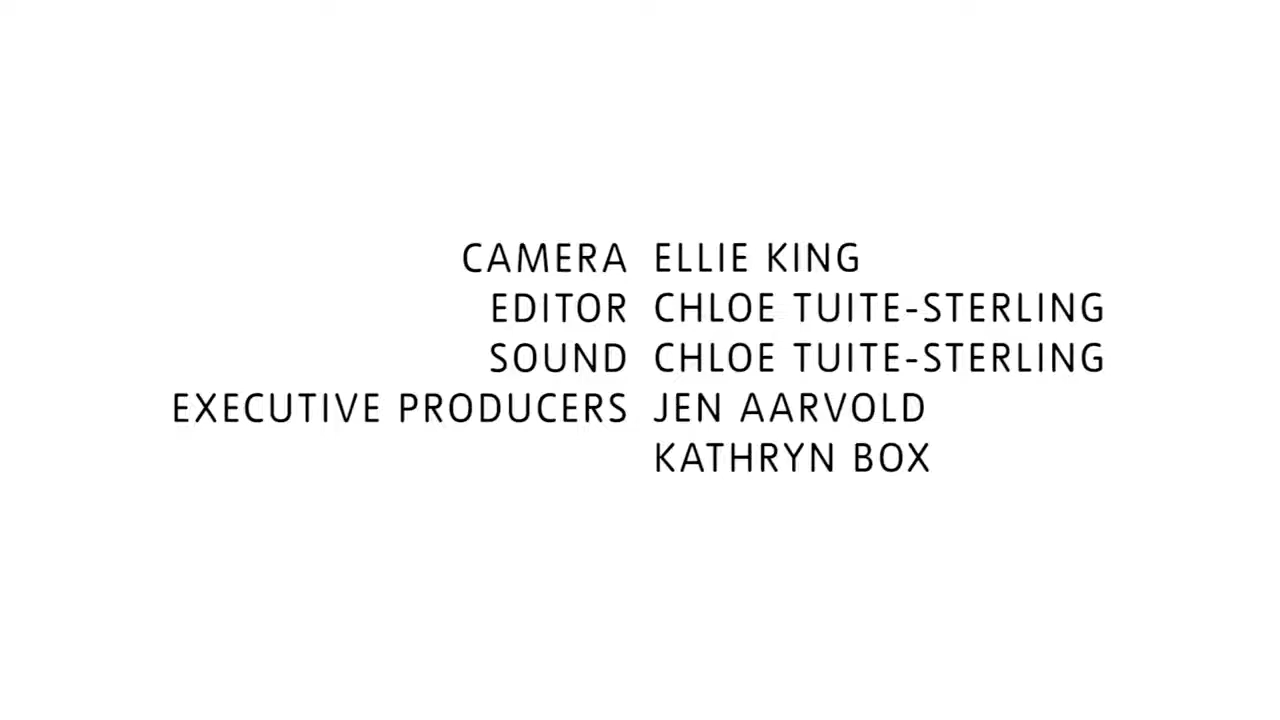 CAMERA ELLIE KING
EDITOR CHLOE TUITE-STERLING
SOUND CHLOE TUITE-STERLING
EXECUTIVE PRODUCERS JEN AARVOLD
KATHRYN BOX